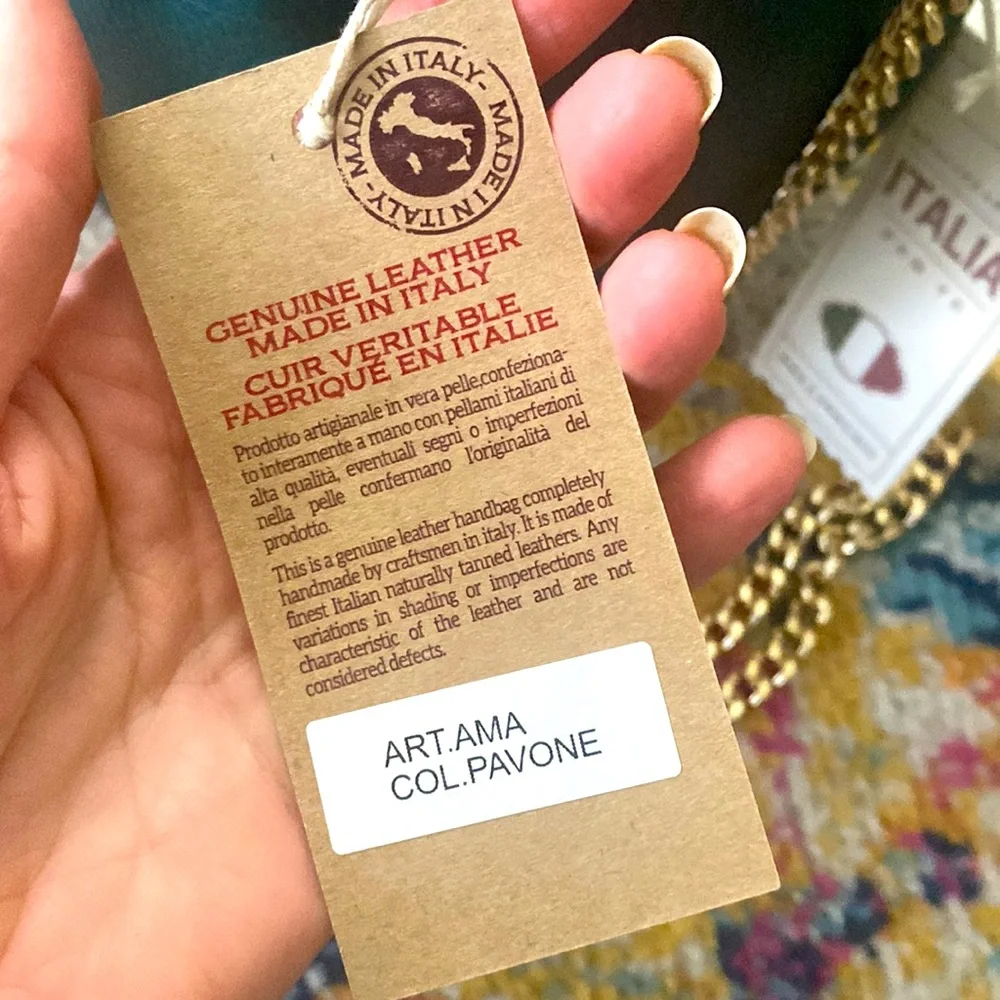 MADE IN ITALY - MADE IN ITALY -
GENUINE LEATHER
MADE IN ITALY
CUIR VÉRITABLE
FABRIQUÉ EN ITALIE
Prodotto artigianale in vera pelle,confeziona-
to interamente a mano con pellami italiani di
alta qualità, eventuali segni o imperfezioni
nella pelle confermano l'originalità del
prodotto.
This is a genuine leather handbag completely
handmade by craftsmen in italy. It is made of
finest Italian naturally tanned leathers. Any
variations in shading or imperfections are
characteristic of the leather and are not
considered defects.
ART.AMA
COL.PAVONE
ITALIA